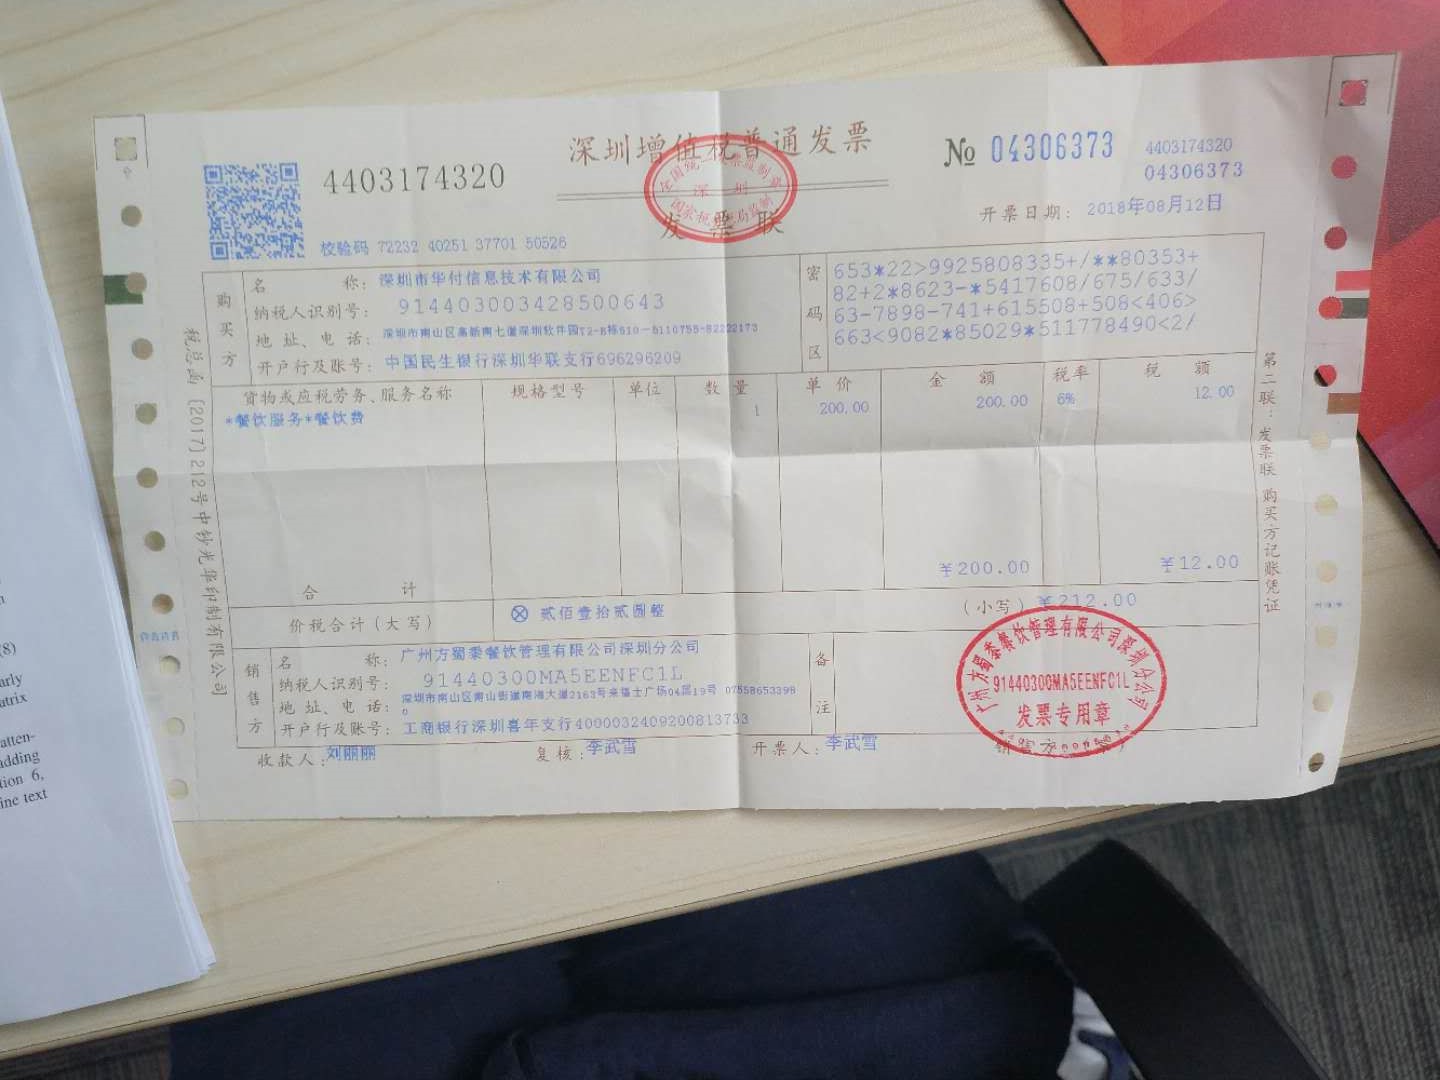 深圳增值税普通发票
发票联
全国统一发票监制章
深圳
国家税务局监制
4403174320
№ 04306373
4403174320
04306373
校验码 72232 40251 37701 50526
开票日期: 2018年08月12日
购买方
名称: 深圳市华付信息技术有限公司
纳税人识别号: 914403003428500643
地址、电话: 深圳市南山区高新南七道深圳软件园T2-B栋610-6110755-82222173
开户行及账号: 中国民生银行深圳华联支行696296209
密码区
653*22>9925808335+/**80353+
82+2*8623-*5417608/675/633/
63-7898-741+615508+508<406>
663<9082*85029*511778490<2/
货物或应税劳务、服务名称 规格型号 单位 数量 单价 金额 税率 税额
*餐饮服务*餐饮费 1 200.00 200.00 6% 12.00
合计 ¥200.00 ¥12.00
价税合计(大写) ⊗ 贰佰壹拾贰圆整 (小写) ¥212.00
销售方
名称: 广州方蜀黍餐饮管理有限公司深圳分公司
纳税人识别号: 91440300MA5EENFC1L
地址、电话: 深圳市南山区南山街道南海大道2163号来福士广场04层19号 07558653398
0
开户行及账号: 工商银行深圳喜年支行4000032409200813733
备注
收款人: 刘丽丽 复核: 李武雪 开票人: 李武雪
广州方蜀黍餐饮管理有限公司深圳分公司
91440300MA5EENFC1L
发票专用章
税总函〔2017〕212号中钞光华印制有限公司
第二联:发票联 购买方记账凭证
(8)
arly
atrix
atten-
adding
tion 6,
ine text